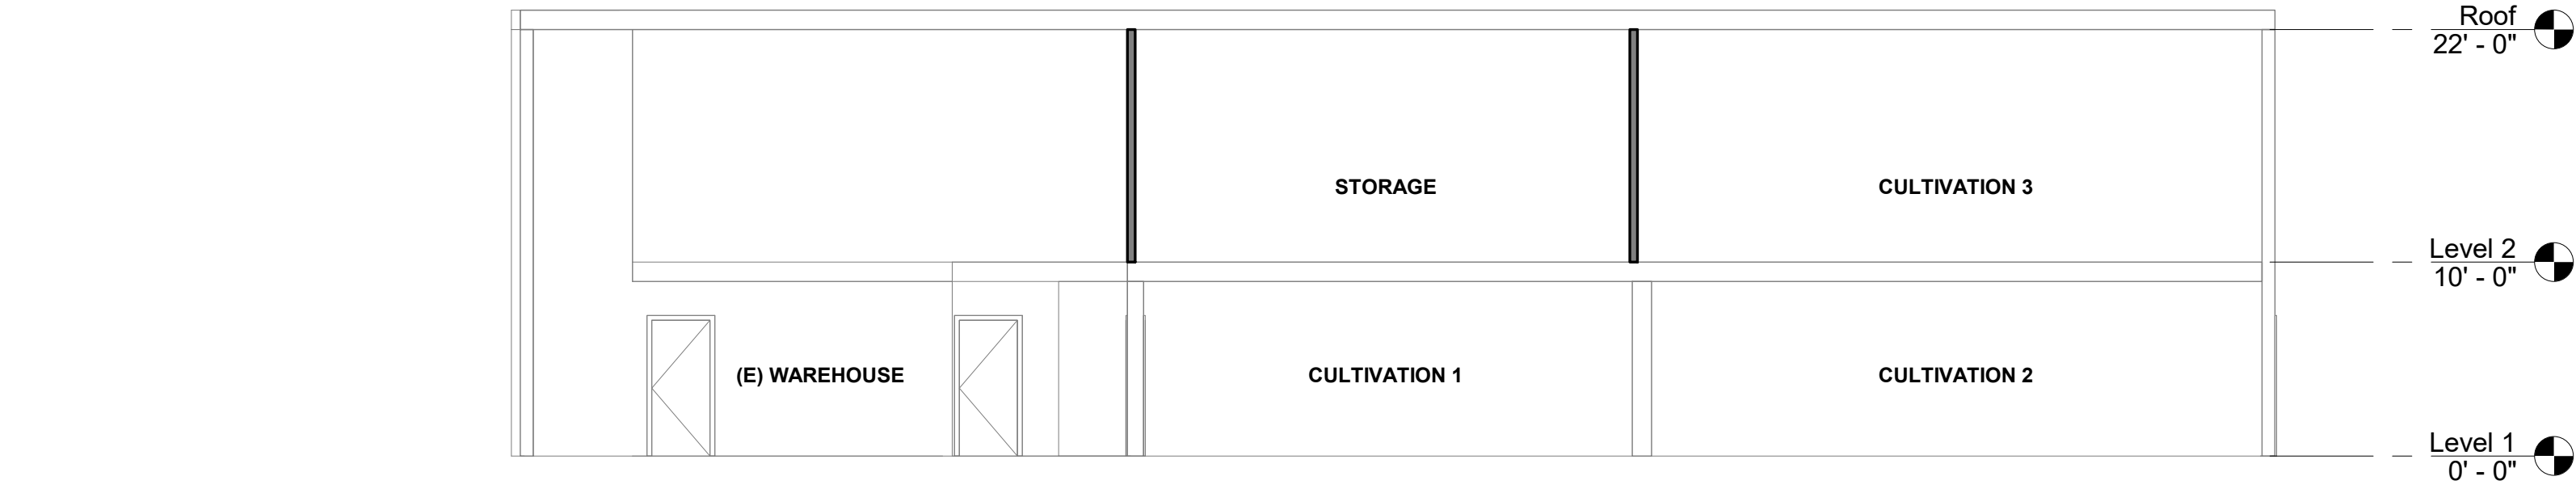 Roof
22' - 0"
STORAGE
CULTIVATION 3
Level 2
10' - 0"
(E) WAREHOUSE
CULTIVATION 1
CULTIVATION 2
Level 1
0' - 0"